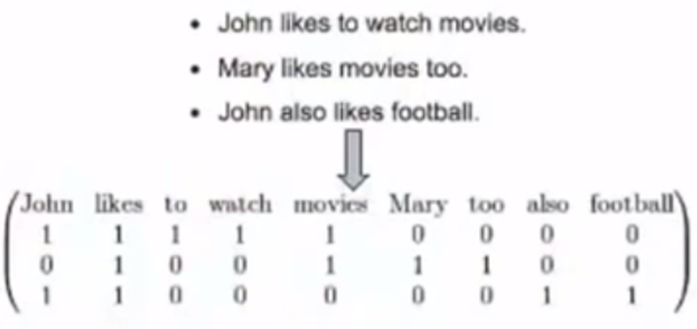 • John likes to watch movies.
• Mary likes movies too.
• John also likes football.
John likes to watch movies Mary too also football
1 1 1 1 1 0 0 0 0
0 1 0 0 1 1 1 0 0
1 1 0 0 0 0 0 1 1